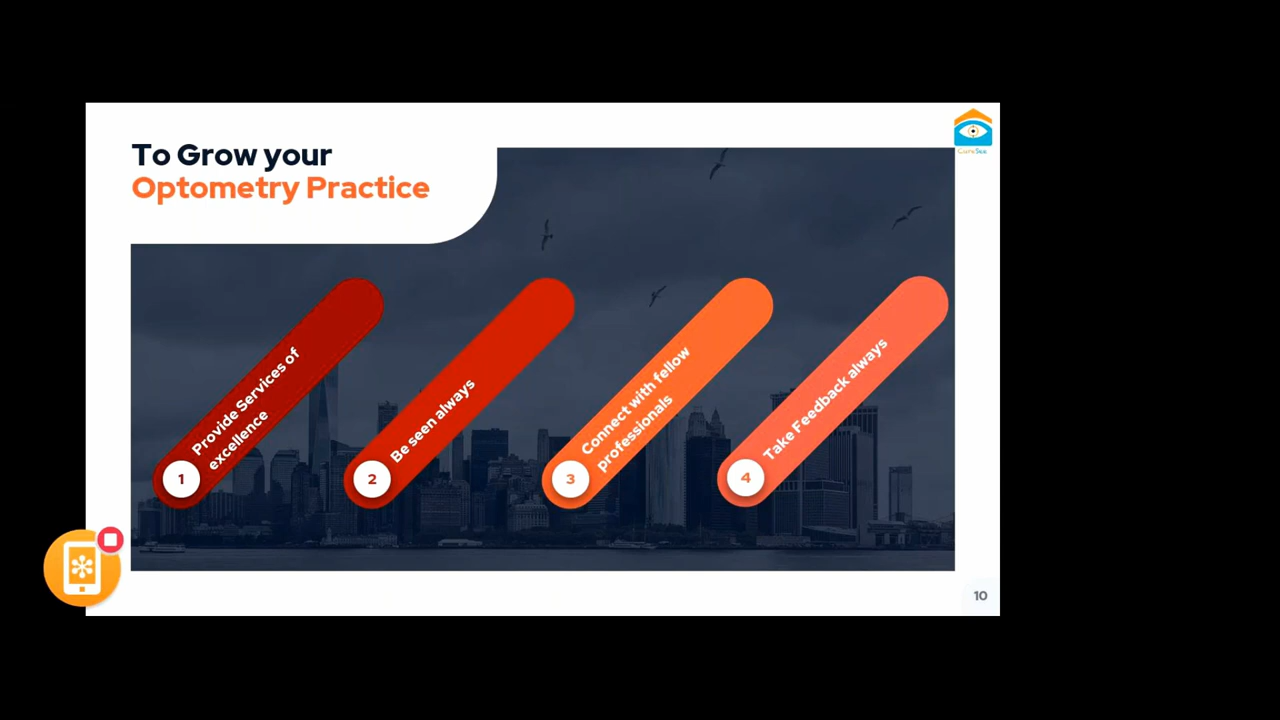 To Grow your
Optometry Practice
1
Provide Services of
excellence
2
Be seen always
3
Connect with fellow
professionals
4
Take Feedback always
10